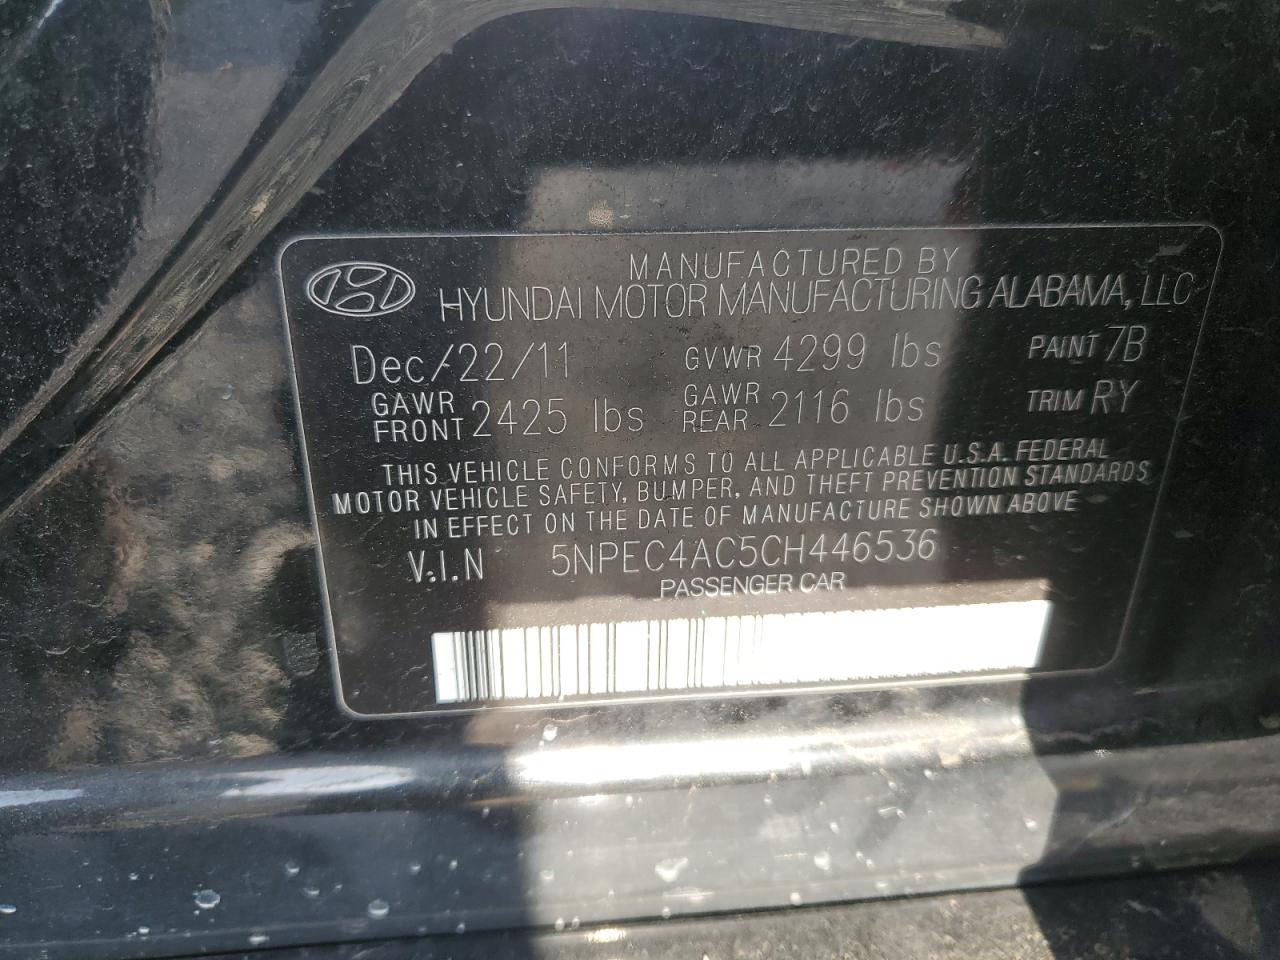 MANUFACTURED BY
HYUNDAI MOTOR MANUFACTURING ALABAMA, LLC
Dec/22/11 GVWR 4299 lbs PAINT 7B
GAWR FRONT 2425 lbs GAWR REAR 2116 lbs TRIM RY
THIS VEHICLE CONFORMS TO ALL APPLICABLE U.S.A. FEDERAL
MOTOR VEHICLE SAFETY, BUMPER, AND THEFT PREVENTION STANDARDS
IN EFFECT ON THE DATE OF MANUFACTURE SHOWN ABOVE
V.I.N 5NPEC4AC5CH446536
PASSENGER CAR